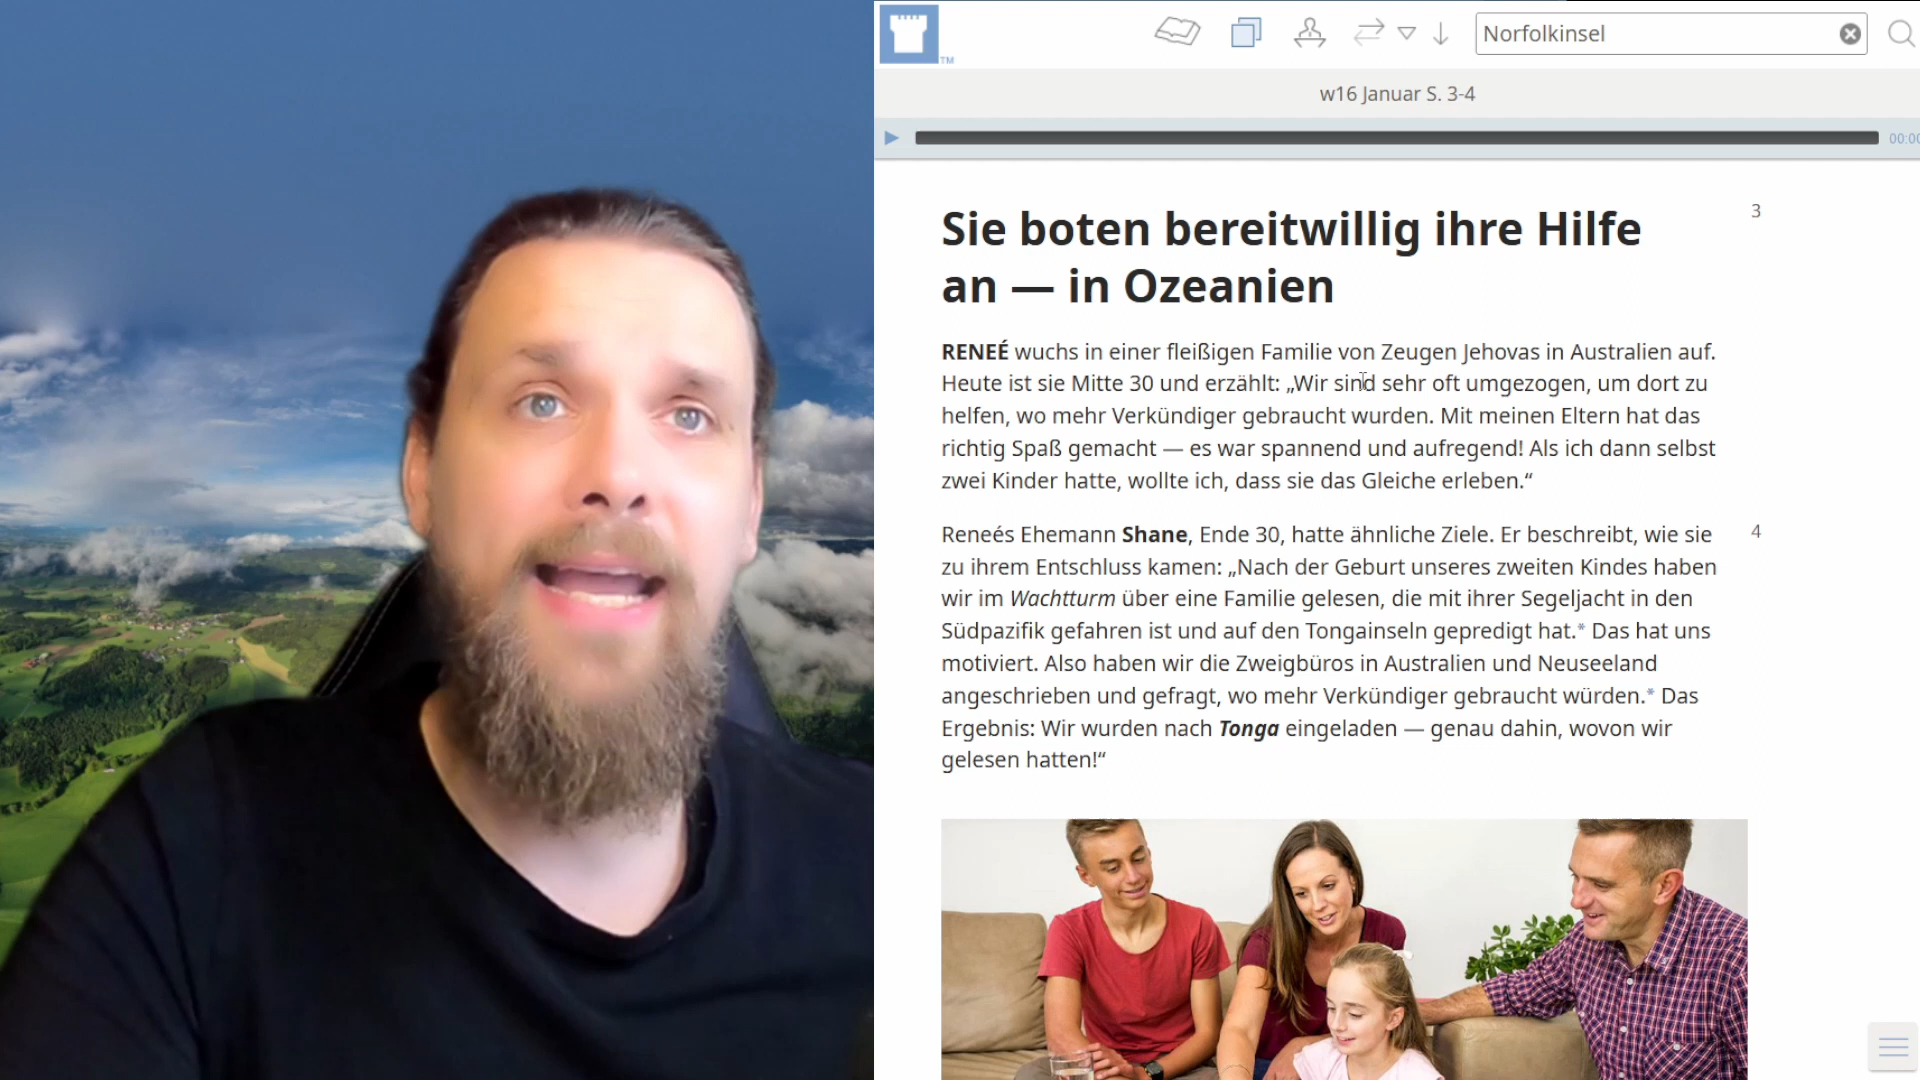 Norfolkinsel
TM
w16 Januar S. 3-4
Sie boten bereitwillig ihre Hilfe
an — in Ozeanien
3
RENEÉ wuchs in einer fleißigen Familie von Zeugen Jehovas in Australien auf.
Heute ist sie Mitte 30 und erzählt: „Wir sind sehr oft umgezogen, um dort zu
helfen, wo mehr Verkündiger gebraucht wurden. Mit meinen Eltern hat das
richtig Spaß gemacht — es war spannend und aufregend! Als ich dann selbst
zwei Kinder hatte, wollte ich, dass sie das Gleiche erleben.“
Reneés Ehemann Shane, Ende 30, hatte ähnliche Ziele. Er beschreibt, wie sie
4
zu ihrem Entschluss kamen: „Nach der Geburt unseres zweiten Kindes haben
wir im Wachtturm über eine Familie gelesen, die mit ihrer Segeljacht in den
Südpazifik gefahren ist und auf den Tongainseln gepredigt hat.* Das hat uns
motiviert. Also haben wir die Zweigbüros in Australien und Neuseeland
angeschrieben und gefragt, wo mehr Verkündiger gebraucht würden.* Das
Ergebnis: Wir wurden nach Tonga eingeladen — genau dahin, wovon wir
gelesen hatten!“